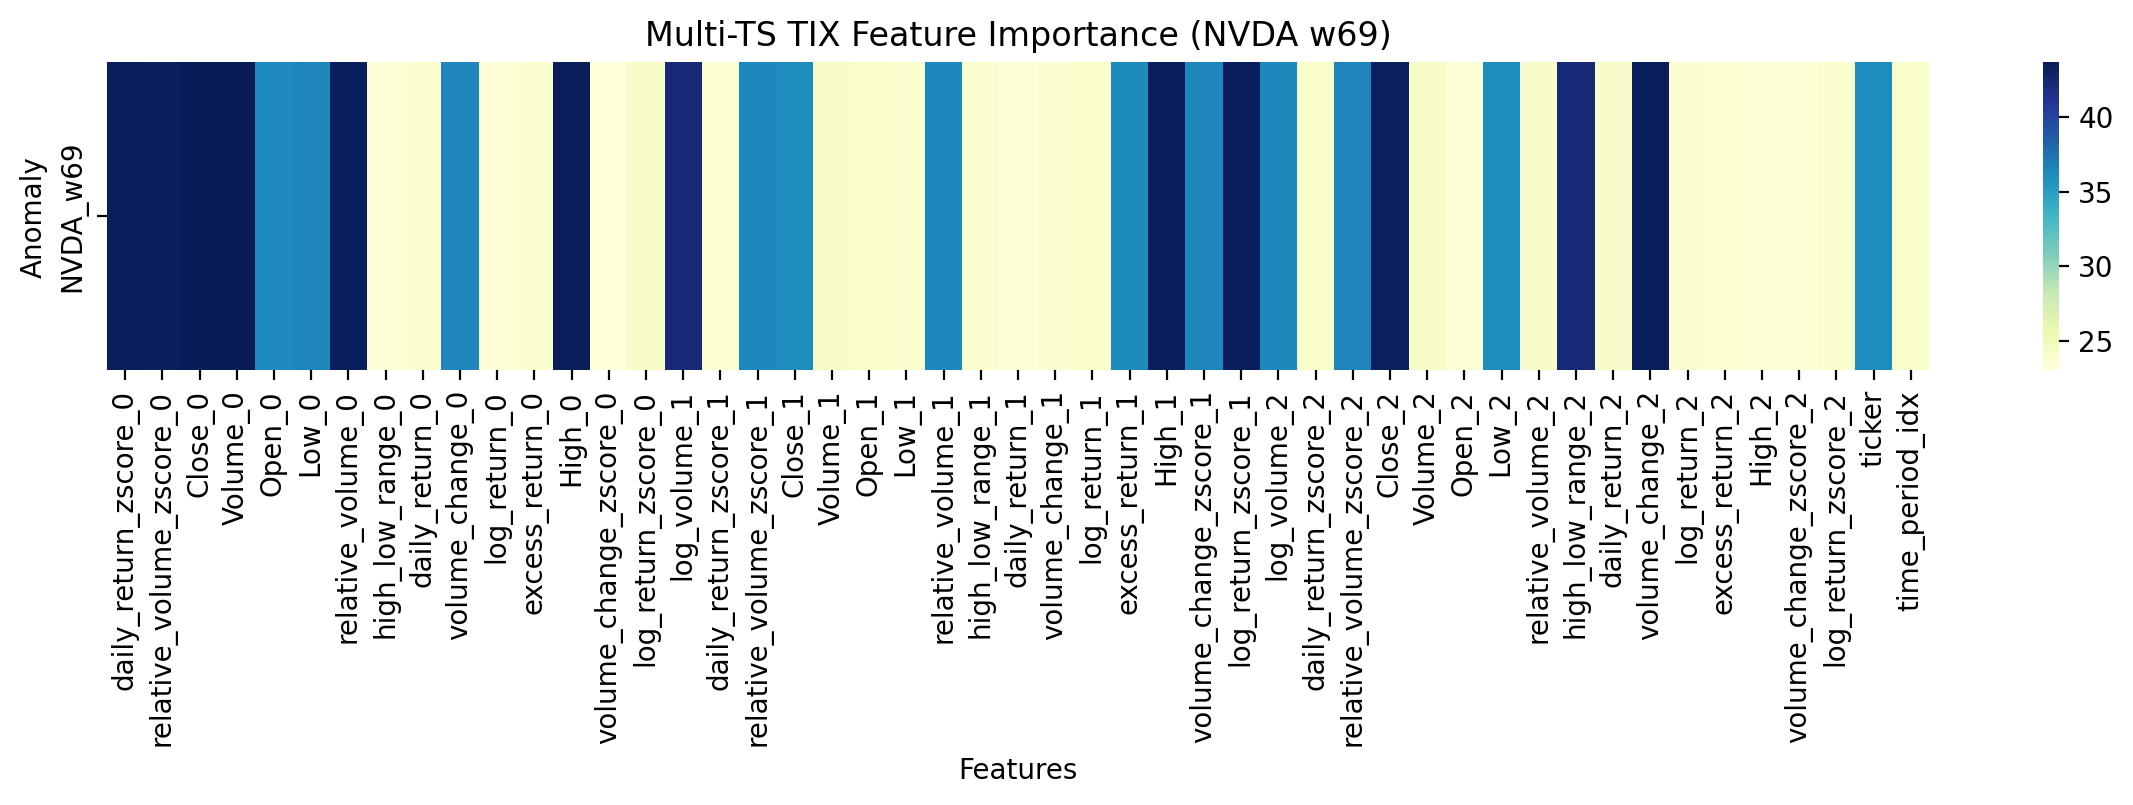 Multi-TS TIX Feature Importance (NVDA w69)
Anomaly
NVDA_w69
40
35
30
25
daily_return_zscore_0
relative_volume_zscore_0
Close_0
Volume_0
Open_0
Low_0
relative_volume_0
high_low_range_0
daily_return_0
volume_change_0
log_return_0
excess_return_0
High_0
volume_change_zscore_0
log_return_zscore_0
log_volume_1
daily_return_zscore_1
relative_volume_zscore_1
Close_1
Volume_1
Open_1
Low_1
relative_volume_1
high_low_range_1
daily_return_1
volume_change_1
log_return_1
excess_return_1
High_1
volume_change_zscore_1
log_return_zscore_1
log_volume_2
daily_return_zscore_2
relative_volume_zscore_2
Close_2
Volume_2
Open_2
Low_2
relative_volume_2
high_low_range_2
daily_return_2
volume_change_2
log_return_2
excess_return_2
High_2
volume_change_zscore_2
log_return_zscore_2
ticker
time_period_idx
Features